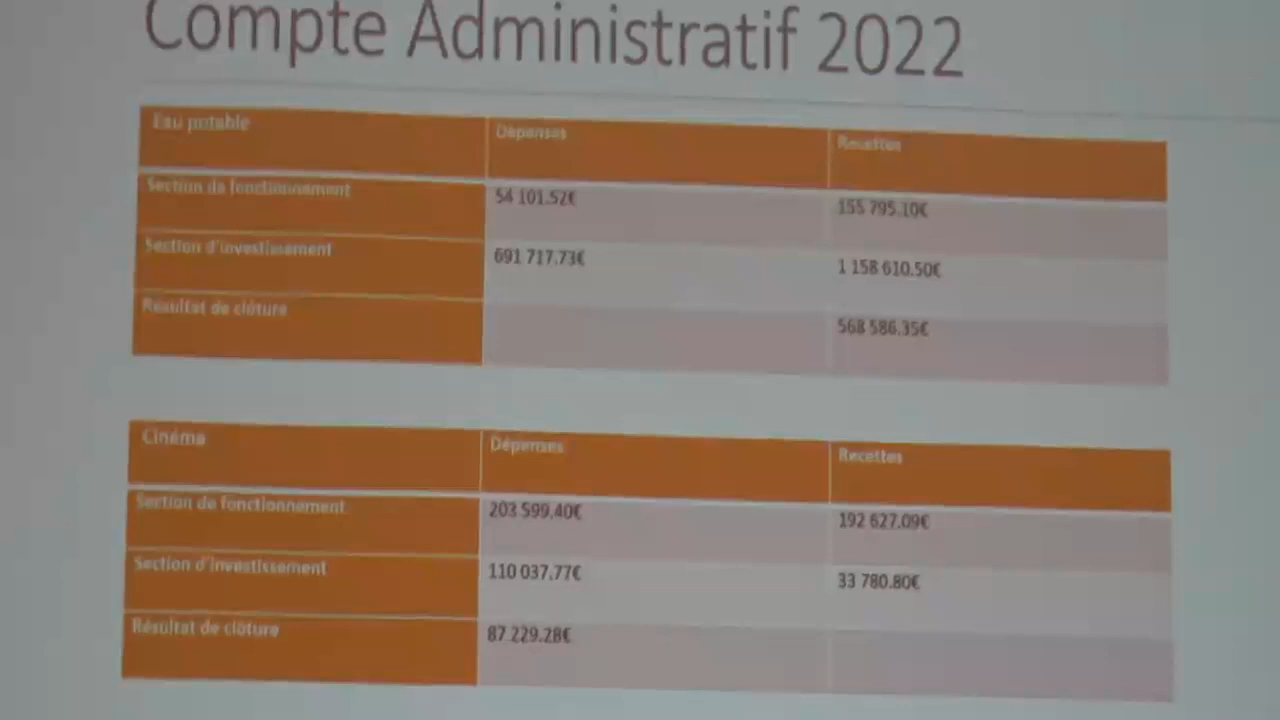 Compte Administratif 2022
Eau potable Dépenses Recettes
Section de fonctionnement 54 101.52€ 155 795.10€
Section d'investissement 691 717.73€ 1 158 610.50€
Résultat de clôture 568 586.35€
Cinéma Dépenses Recettes
Section de fonctionnement 203 599.40€ 192 627.09€
Section d'investissement 110 037.77€ 33 780.80€
Résultat de clôture 87 229.28€